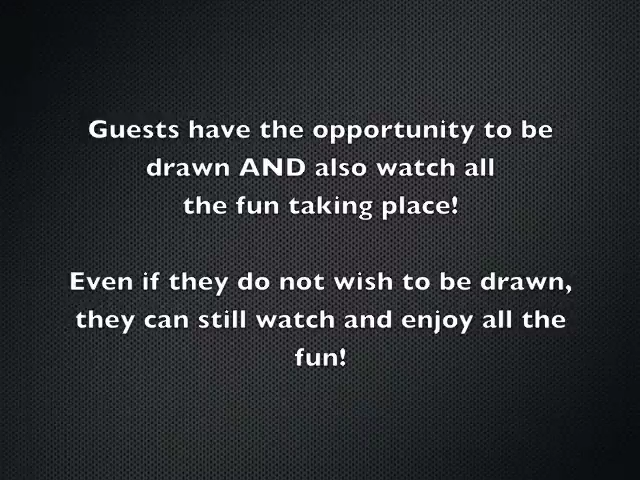 Guests have the opportunity to be
drawn AND also watch all
the fun taking place!
Even if they do not wish to be drawn,
they can still watch and enjoy all the
fun!